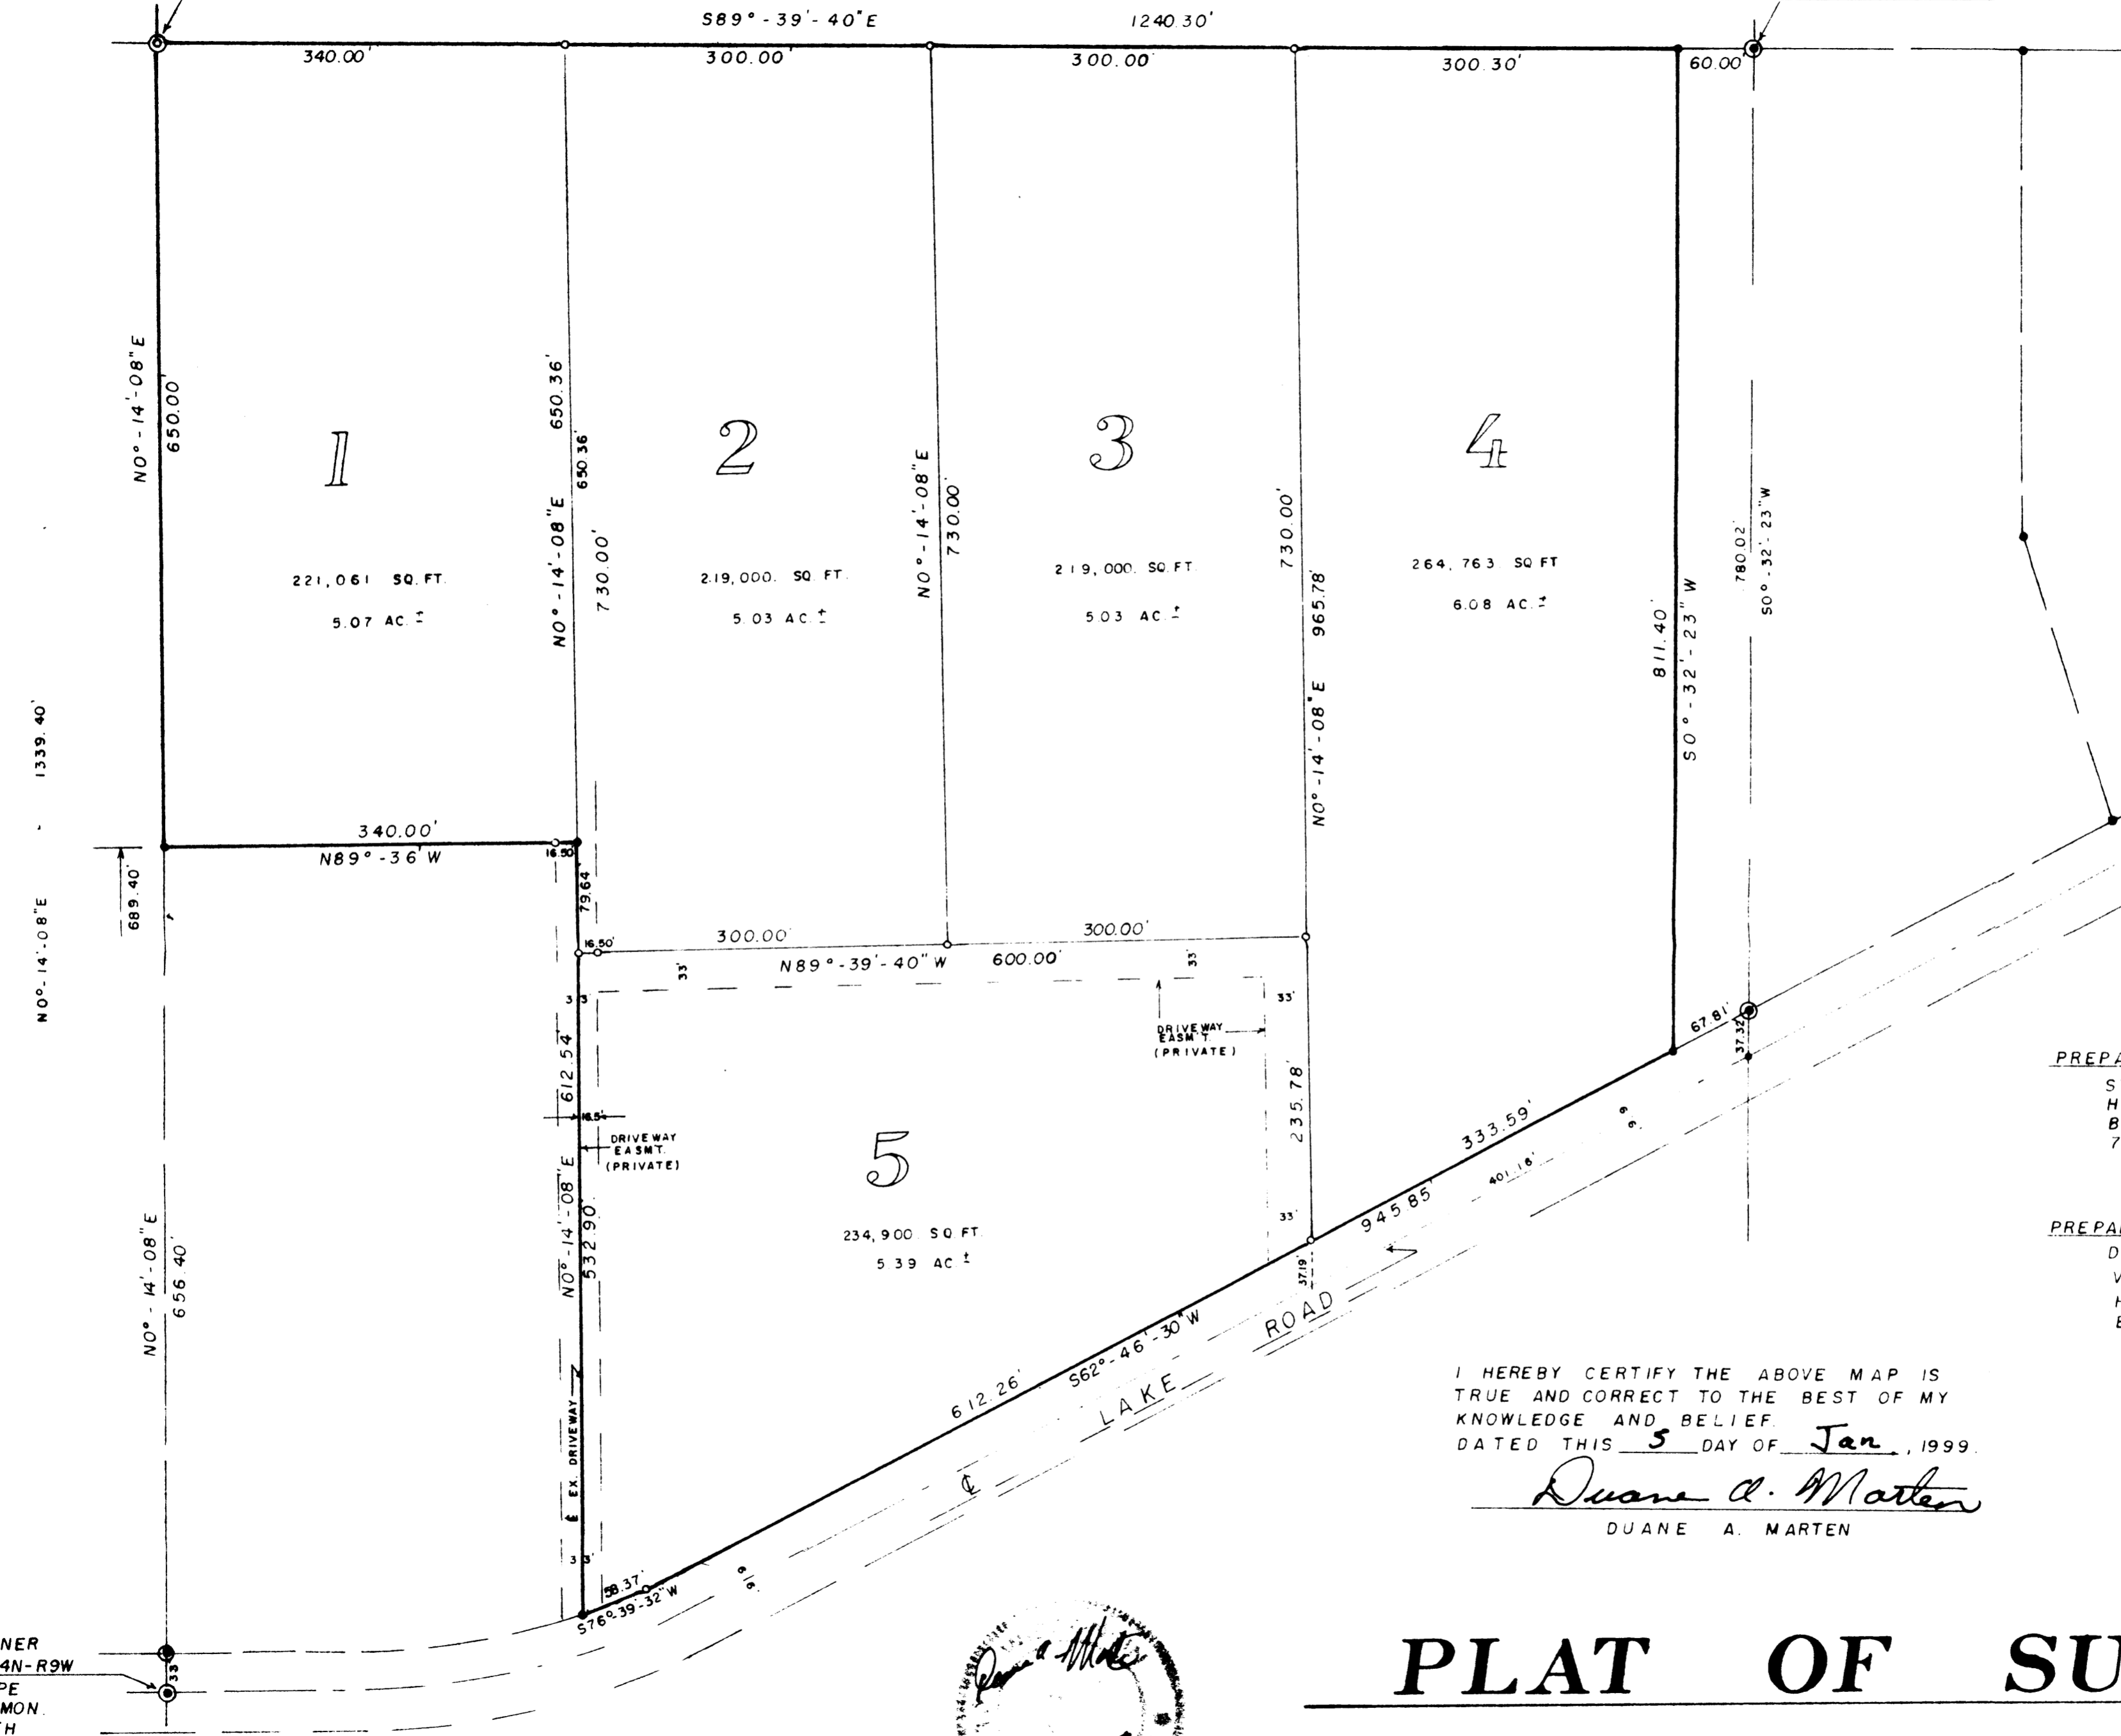 S89°-39'-40"E 1240.30'
340.00' 300.00' 300.00' 300.30' 60.00'
N0°-14'-08"E
650.00'
N0°-14'-08"E 650.36'
650.36'
730.00'
N0°-14'-08"E
730.00'
730.00'
N0°-14'-08"E 965.78'
811.40'
S0°-32'-23"W
780.02'
S0°-32'-23"W
1
221,061 SQ.FT.
5.07 AC.±
2
219,000. SQ.FT.
5.03 AC.±
3
219,000. SQ.FT.
5.03 AC.±
4
264,763 SQ FT
6.08 AC.±
N0°-14'-08"E - 1339.40'
689.40'
340.00'
N89°-36'W
16.50'
79.64'
16.50'
300.00' 300.00'
N89°-39'-40"W 600.00'
33'
33'
33'
33'
DRIVEWAY
EASM'T.
(PRIVATE)
235.78'
33'
37.19'
N0°-14'-08"E 612.54'
16.5'
DRIVEWAY
EASM'T.
(PRIVATE)
532.90'
5
234,900. SQ.FT.
5.39 AC.±
N0°-14'-08"E
656.40'
EX. DRIVEWAY
33'
58.37'
S76°-39'-32"W
612.26'
S62°-46'-30"W
945.85'
333.59'
401.18'
67.81'
37.32'
66'
66'
LAKE ROAD
℄
PREPA
S
H
B
7
PREPA
D
V
H
I HEREBY CERTIFY THE ABOVE MAP IS
TRUE AND CORRECT TO THE BEST OF MY
KNOWLEDGE AND BELIEF.
DATED THIS 5 DAY OF Jan., 1999.
Duane A. Marten
DUANE A. MARTEN
NER
4N-R9W
PE
MON.
TH
33'
PLAT OF SU